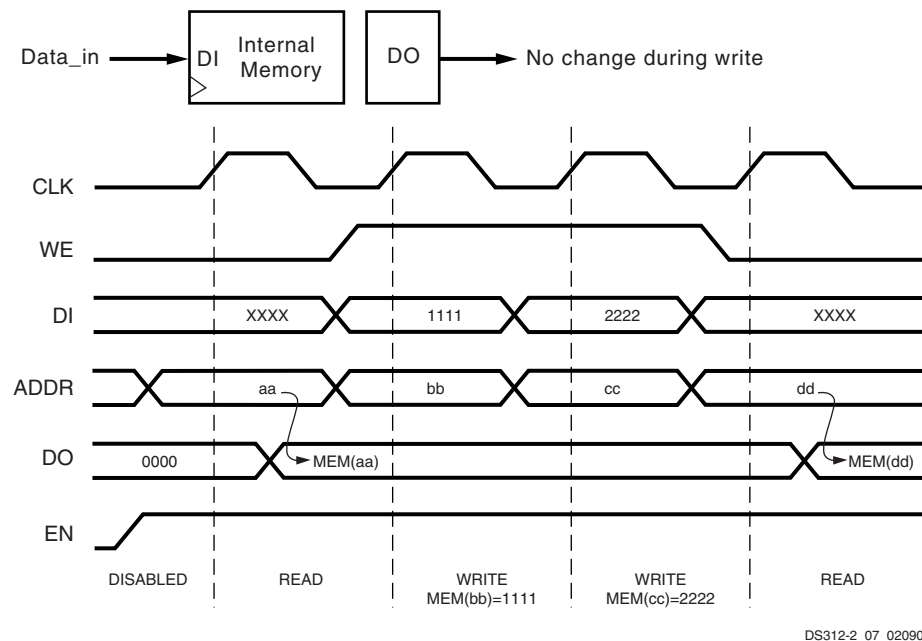 Data_in DI Internal Memory DO No change during write
CLK
WE
DI XXXX 1111 2222 XXXX
ADDR aa bb cc dd
DO 0000 MEM(aa) MEM(dd)
EN
DISABLED READ WRITE WRITE READ
MEM(bb)=1111 MEM(cc)=2222
DS312-2_07_02090